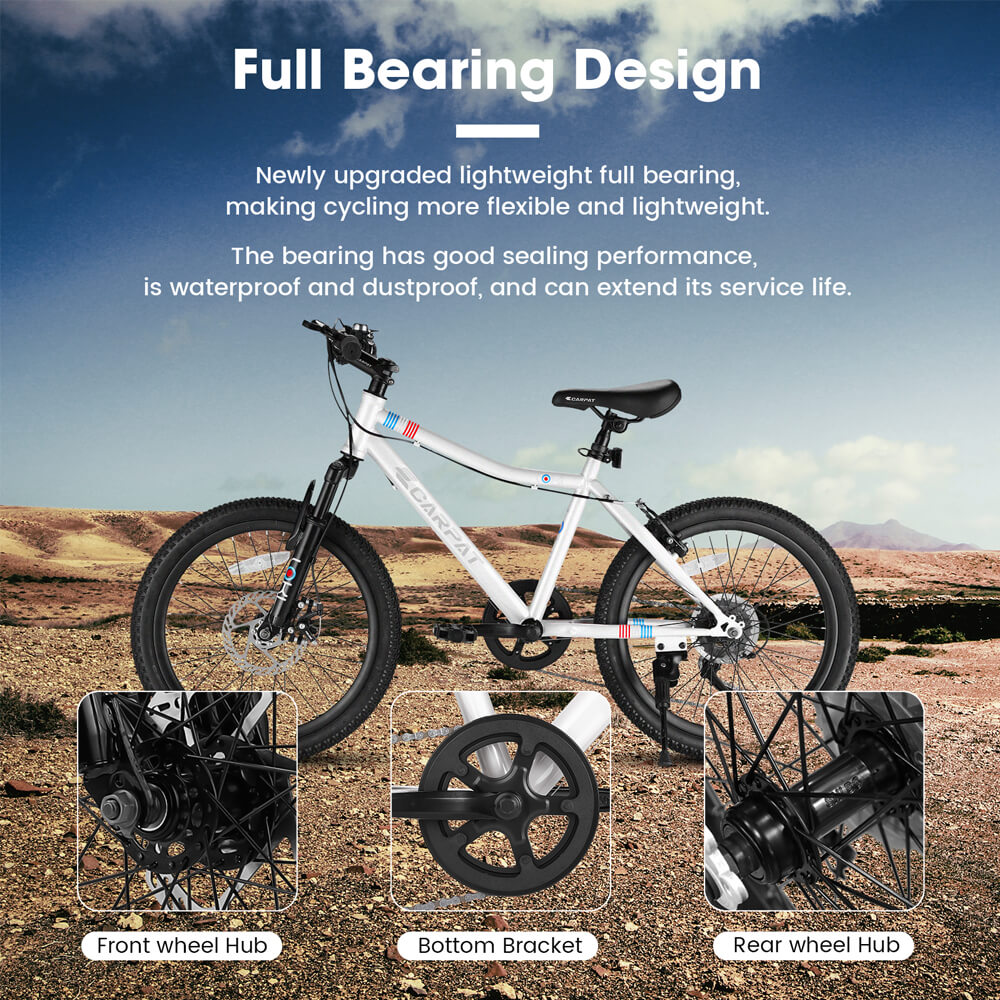 Full Bearing Design
Newly upgraded lightweight full bearing,
making cycling more flexible and lightweight.
The bearing has good sealing performance,
is waterproof and dustproof, and can extend its service life.
ECARPAT
ECARPAT
Front wheel Hub
Bottom Bracket
Rear wheel Hub